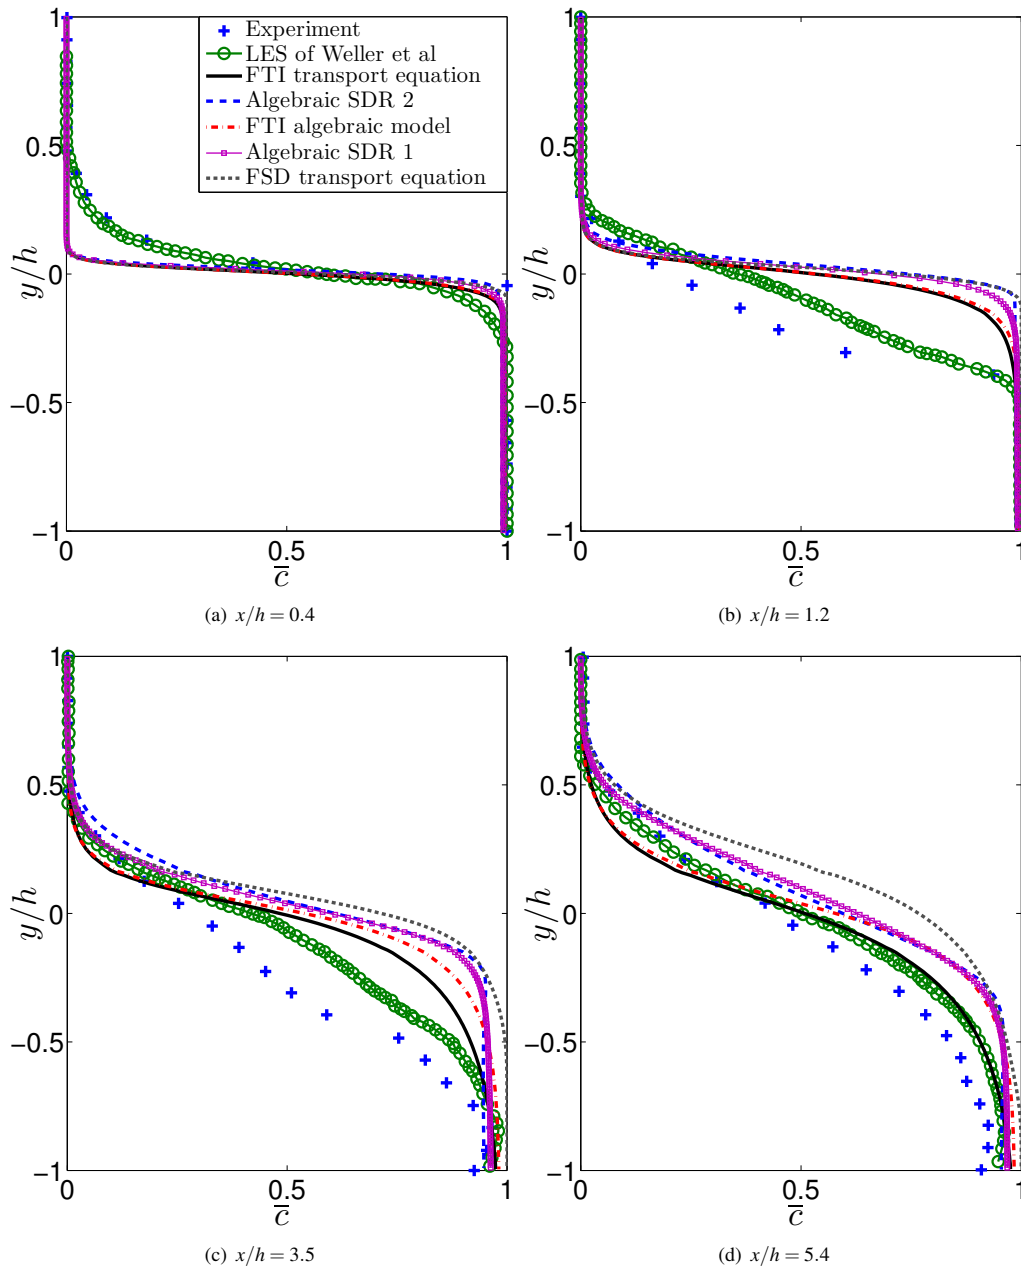 1
0.5
0
−0.5
−1
y/h
0
0.5
1
c̅
Experiment
LES of Weller et al
FTI transport equation
Algebraic SDR 2
FTI algebraic model
Algebraic SDR 1
FSD transport equation
(a) x/h = 0.4
1
0.5
0
−0.5
−1
y/h
0
0.5
1
c̅
(b) x/h = 1.2
1
0.5
0
−0.5
−1
y/h
0
0.5
1
c̅
(c) x/h = 3.5
1
0.5
0
−0.5
−1
y/h
0
0.5
1
c̅
(d) x/h = 5.4